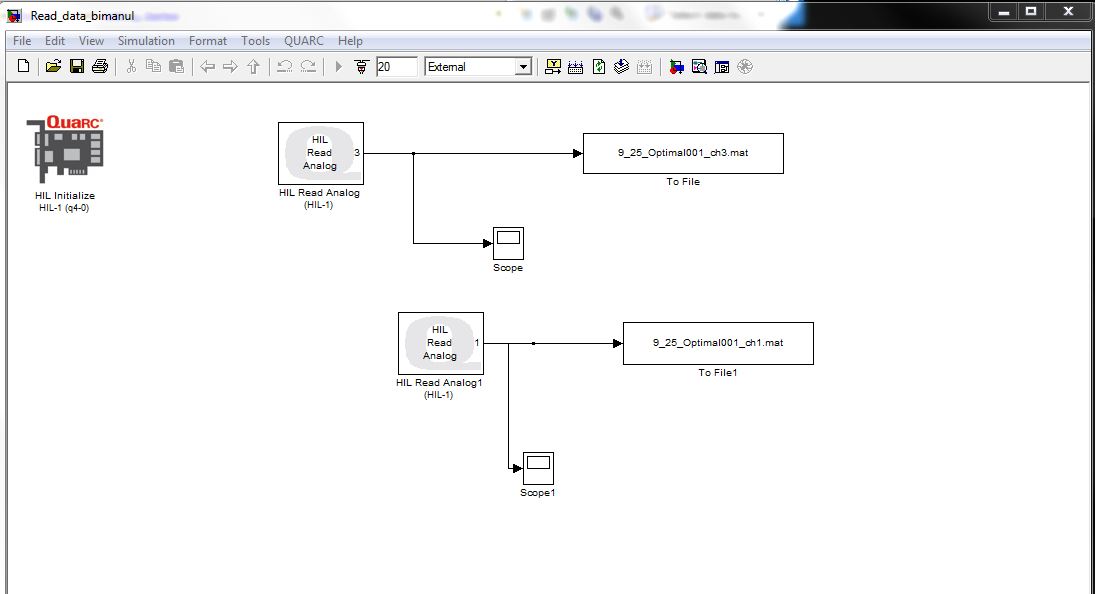 Read_data_bimanul
File Edit View Simulation Format Tools QUARC Help
20 External
QUARC®
HIL Initialize
HIL-1 (q4-0)
HIL
Read
Analog
3
HIL Read Analog
(HIL-1)
9_25_Optimal001_ch3.mat
To File
Scope
HIL
Read
Analog
1
HIL Read Analog1
(HIL-1)
9_25_Optimal001_ch1.mat
To File1
Scope1